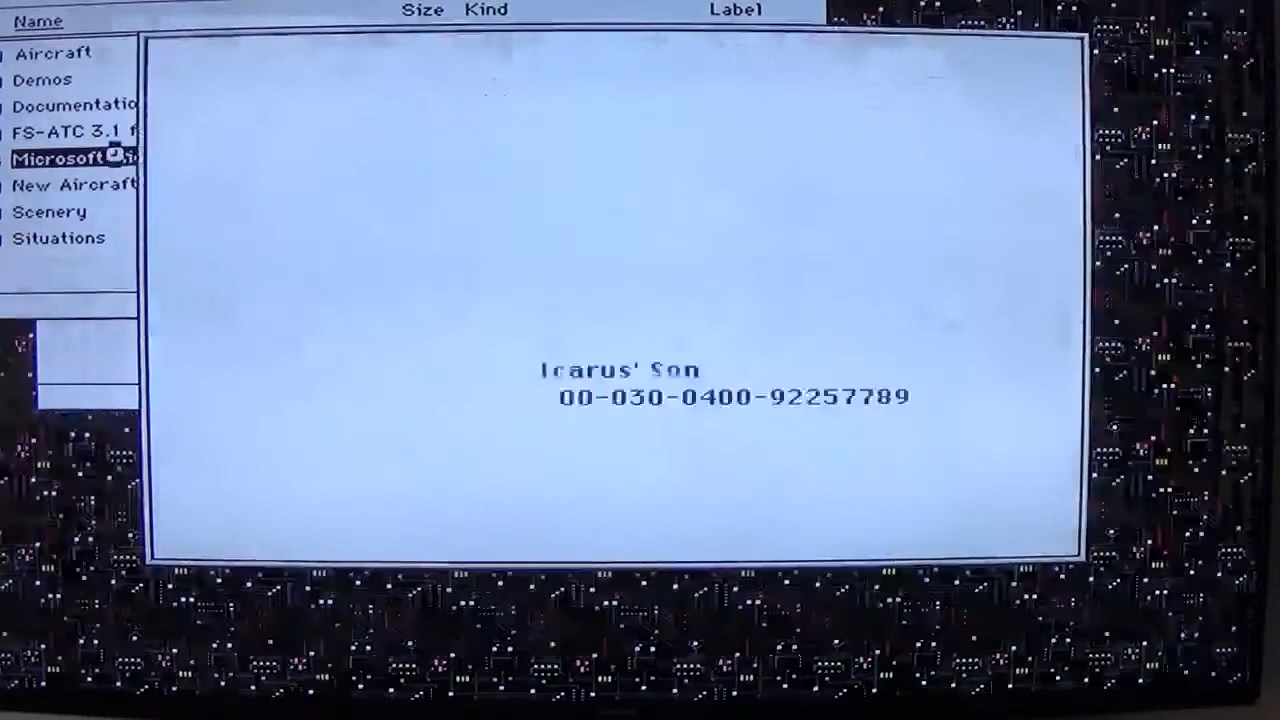 Name Size Kind Label
Aircraft
Demos
Documentatio
FS-ATC 3.1 f
Microsoft
New Aircraft
Scenery
Situations
Icarus' Son
00-030-0400-92257789